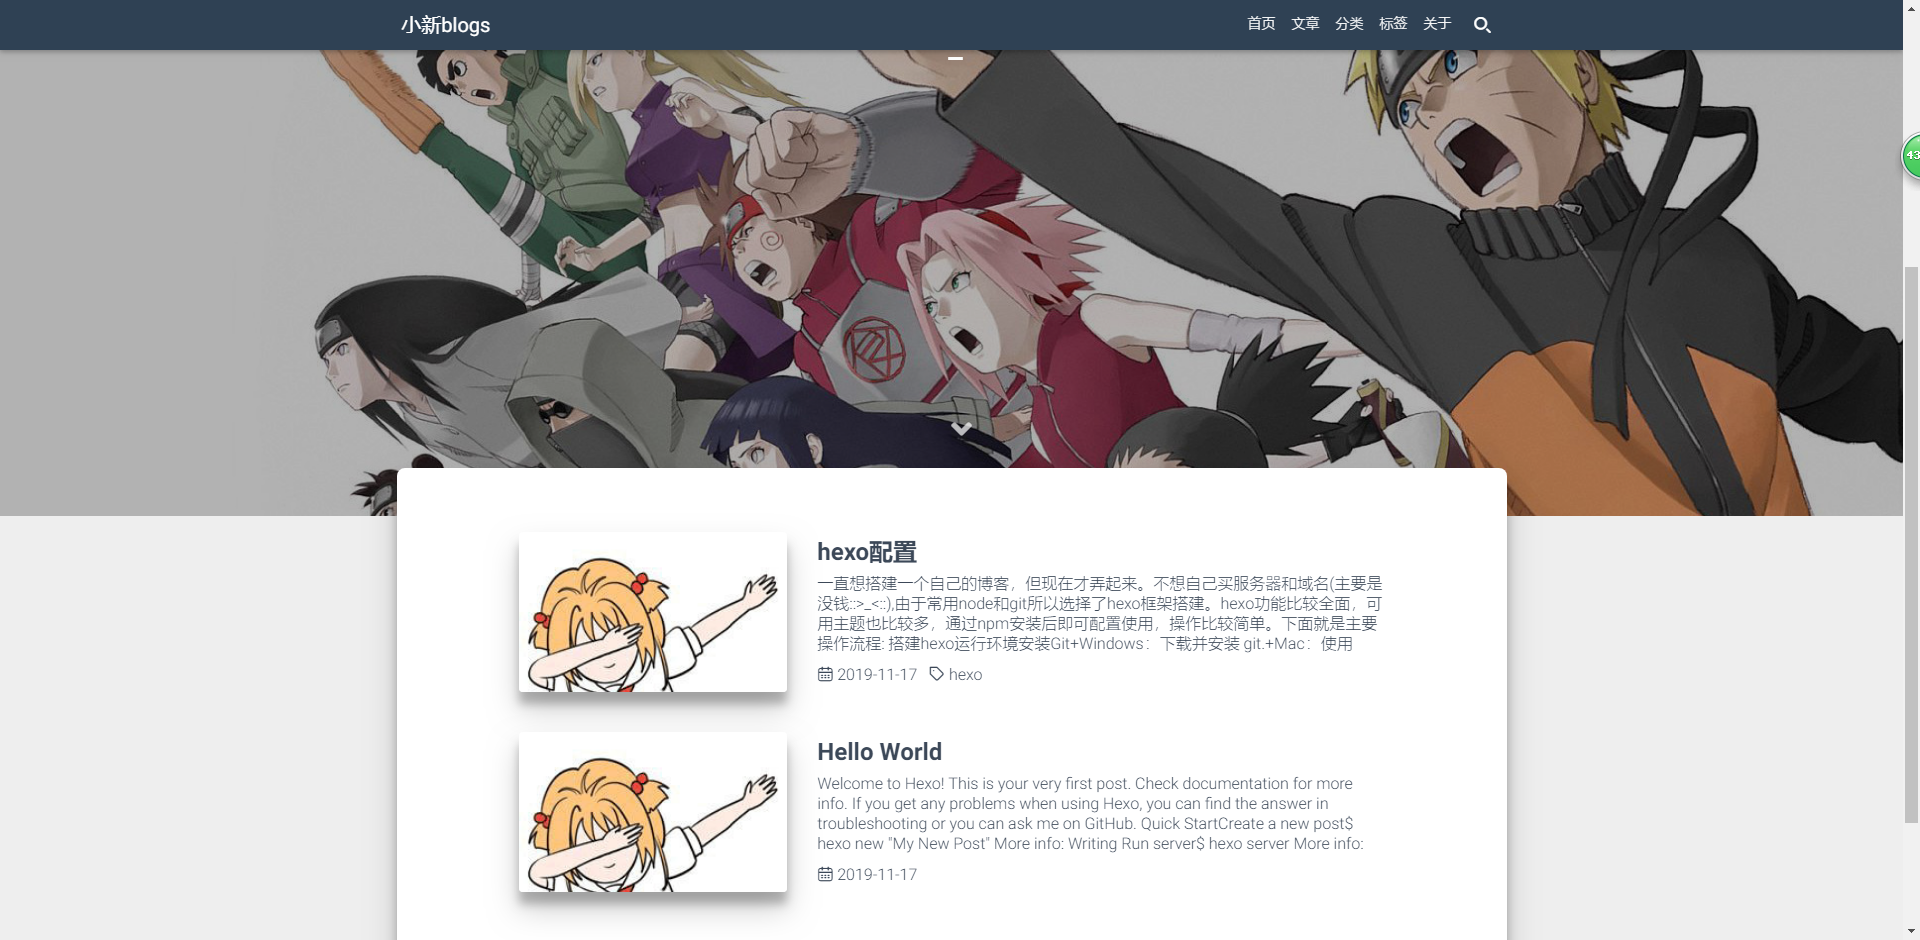 小新blogs
首页 文章 分类 标签 关于
43
hexo配置
一直想搭建一个自己的博客，但现在才弄起来。不想自己买服务器和域名(主要是
没钱::>_<::),由于常用node和git所以选择了hexo框架搭建。hexo功能比较全面，可
用主题也比较多，通过npm安装后即可配置使用，操作比较简单。下面就是主要
操作流程: 搭建hexo运行环境安装Git+Windows：下载并安装 git.+Mac：使用
2019-11-17 hexo
Hello World
Welcome to Hexo! This is your very first post. Check documentation for more
info. If you get any problems when using Hexo, you can find the answer in
troubleshooting or you can ask me on GitHub. Quick StartCreate a new post$
hexo new "My New Post" More info: Writing Run server$ hexo server More info:
2019-11-17